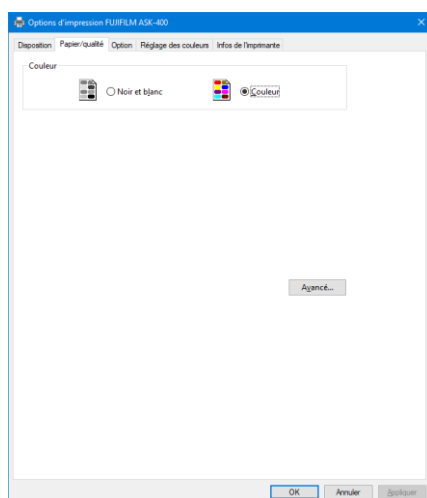 Options d'impression FUJIFILM ASK-400
Disposition Papier/qualité Option Réglage des couleurs Infos de l'imprimante
Couleur
Noir et blanc Couleur
Avancé...
OK Annuler Appliquer